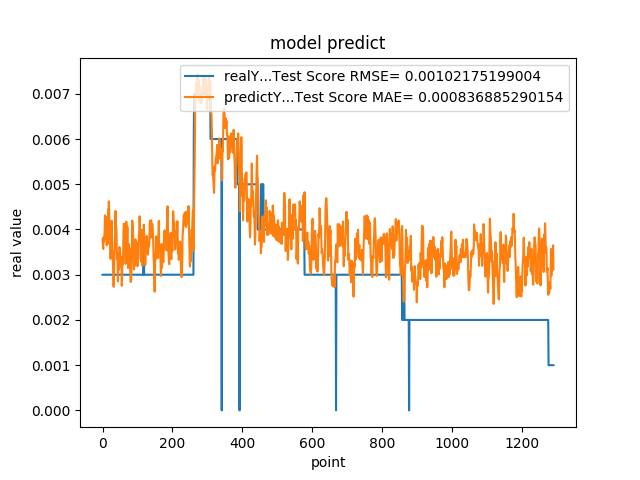 model predict
realY...Test Score RMSE= 0.00102175199004
predictY...Test Score MAE= 0.000836885290154
real value
0.007
0.006
0.005
0.004
0.003
0.002
0.001
0.000
0 200 400 600 800 1000 1200
point